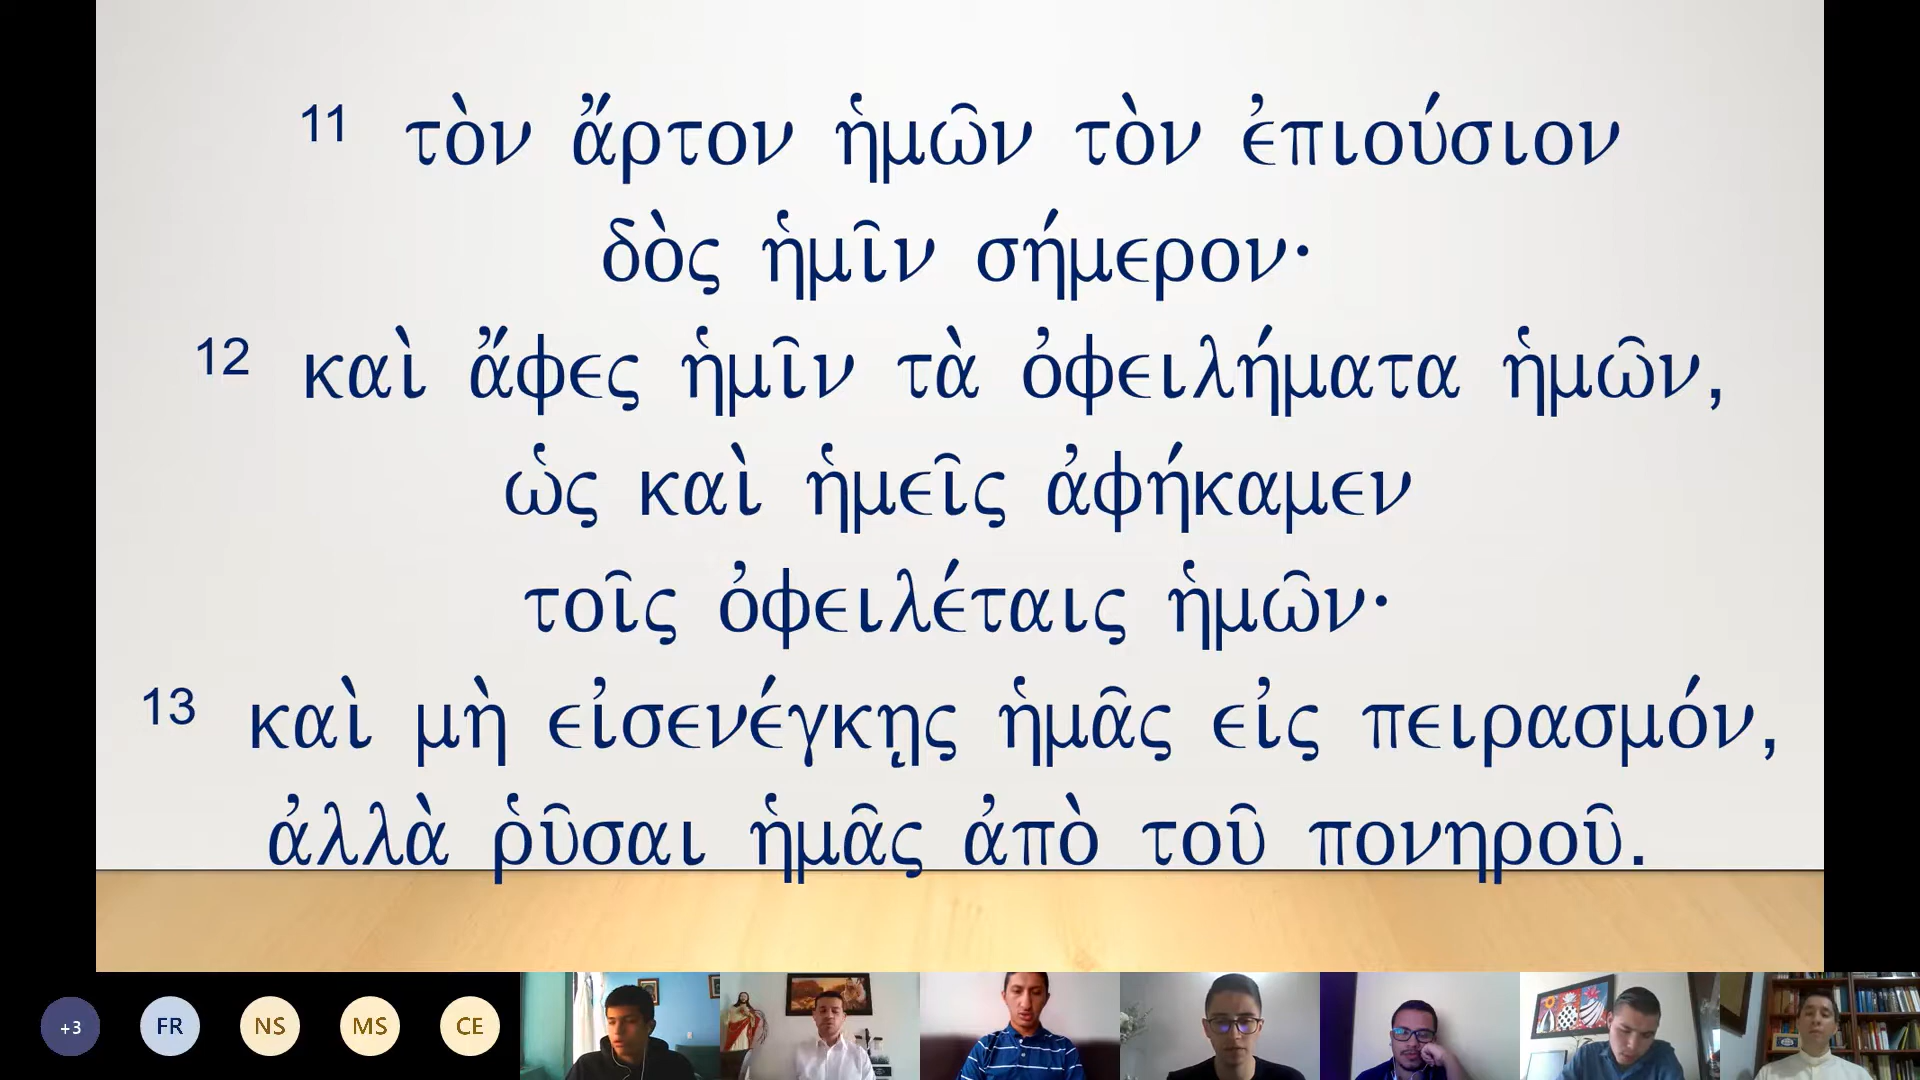 11 τὸν ἄρτον ἡμῶν τὸν ἐπιούσιον
δὸς ἡμῖν σήμερον·
12 καὶ ἄφες ἡμῖν τὰ ὀφειλήματα ἡμῶν,
ὡς καὶ ἡμεῖς ἀφήκαμεν
τοῖς ὀφειλέταις ἡμῶν·
13 καὶ μὴ εἰσενέγκῃς ἡμᾶς εἰς πειρασμόν,
ἀλλὰ ῥῦσαι ἡμᾶς ἀπὸ τοῦ πονηροῦ.
+3 FR NS MS CE